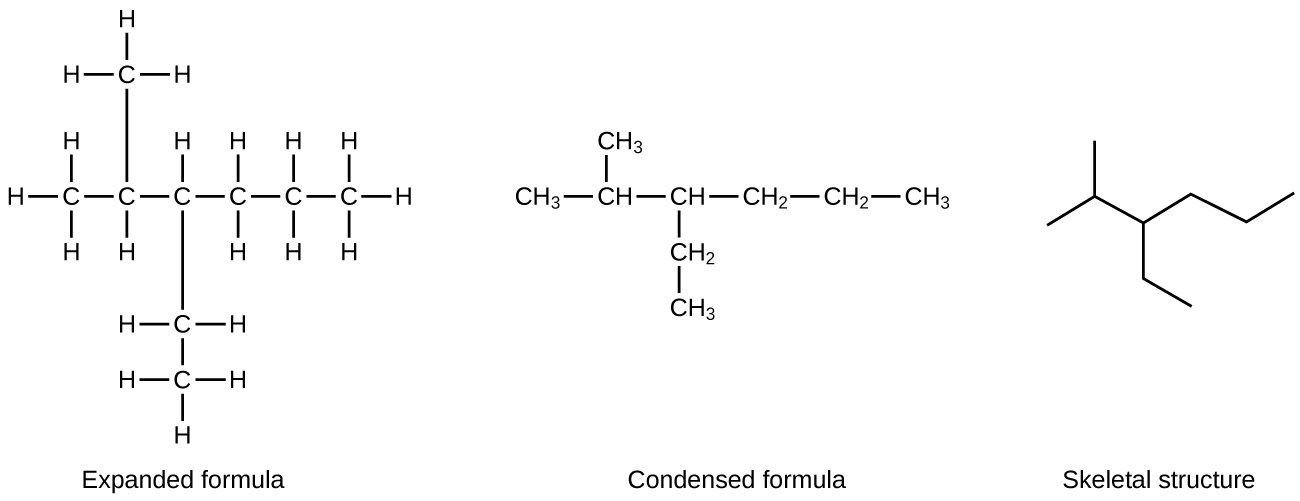 H
H—C—H
H H H H H
H—C—C—C—C—C—C—H
H H H H H
H—C—H
H—C—H
H
CH₃
CH₃—CH—CH—CH₂—CH₂—CH₃
CH₂
CH₃
Expanded formula
Condensed formula
Skeletal structure